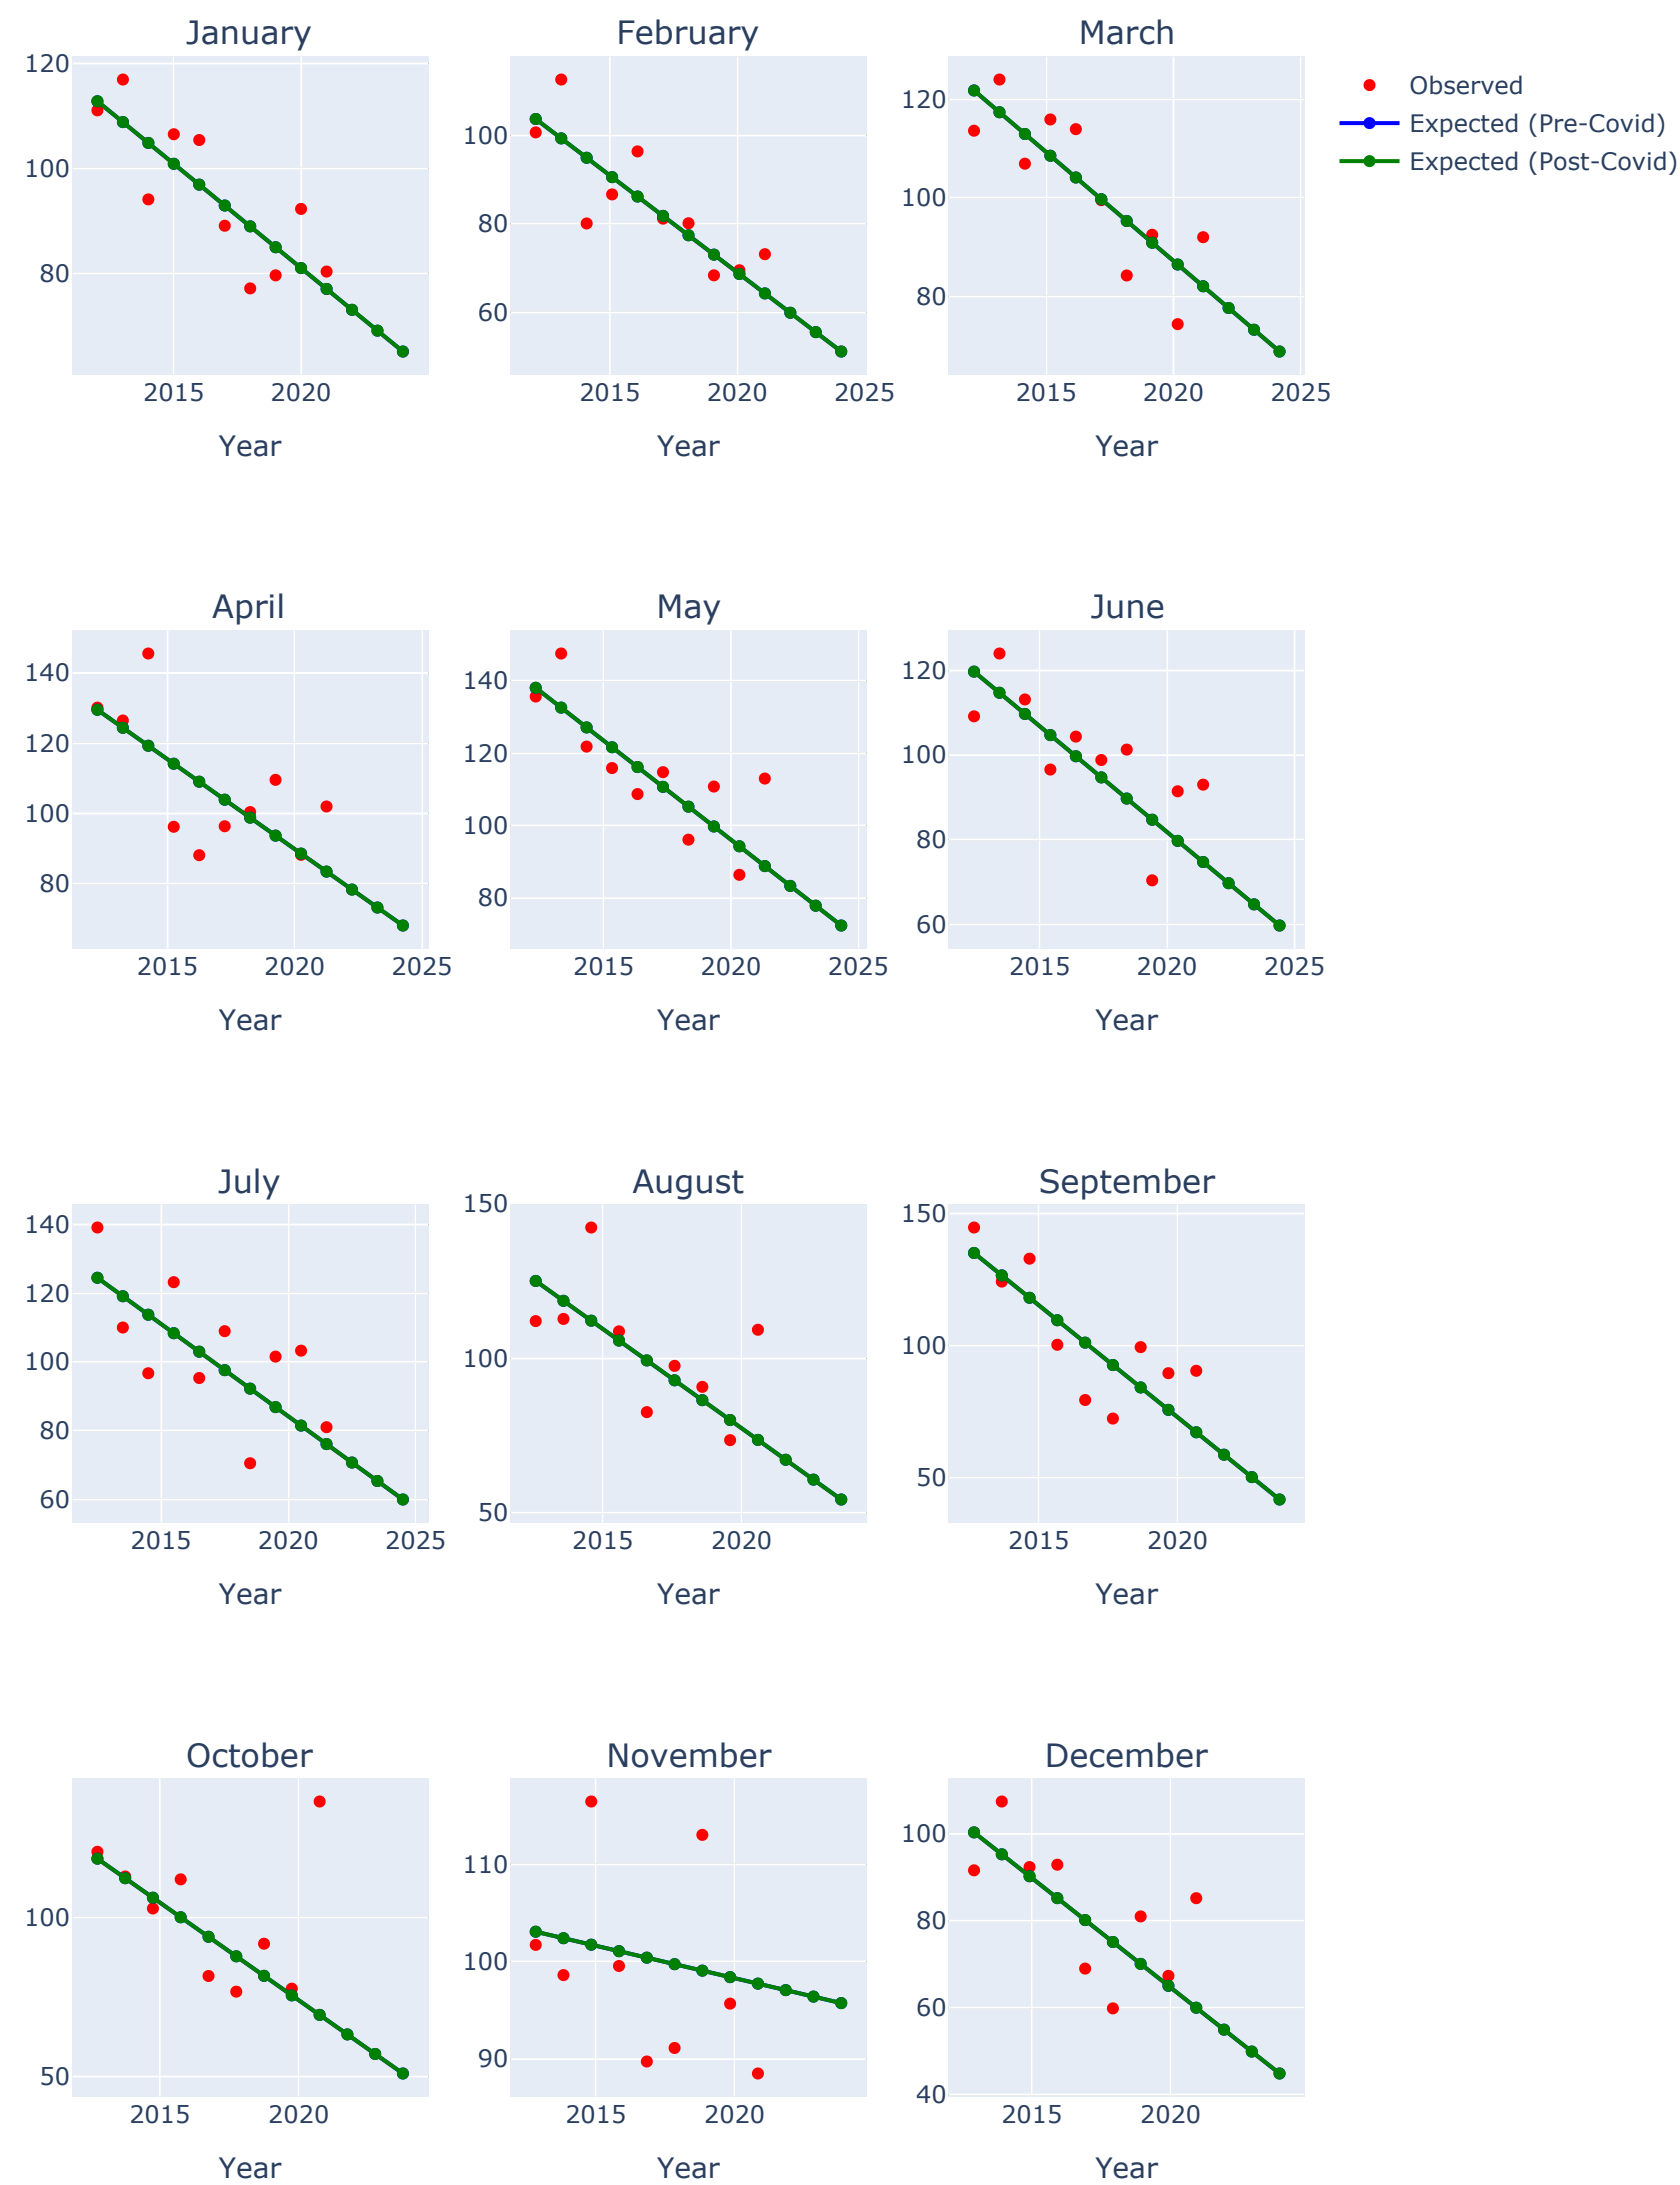 January
February
March
Observed
Expected (Pre-Covid)
Expected (Post-Covid)
120
100
80
100
80
60
120
100
80
2015 2020
2015 2020 2025
2015 2020 2025
Year
Year
Year
April
May
June
140
120
100
80
140
120
100
80
120
100
80
60
2015 2020 2025
2015 2020 2025
2015 2020 2025
Year
Year
Year
July
August
September
140
120
100
80
60
150
100
50
150
100
50
2015 2020 2025
2015 2020
2015 2020
Year
Year
Year
October
November
December
100
50
110
100
90
100
80
60
40
2015 2020
2015 2020
2015 2020
Year
Year
Year